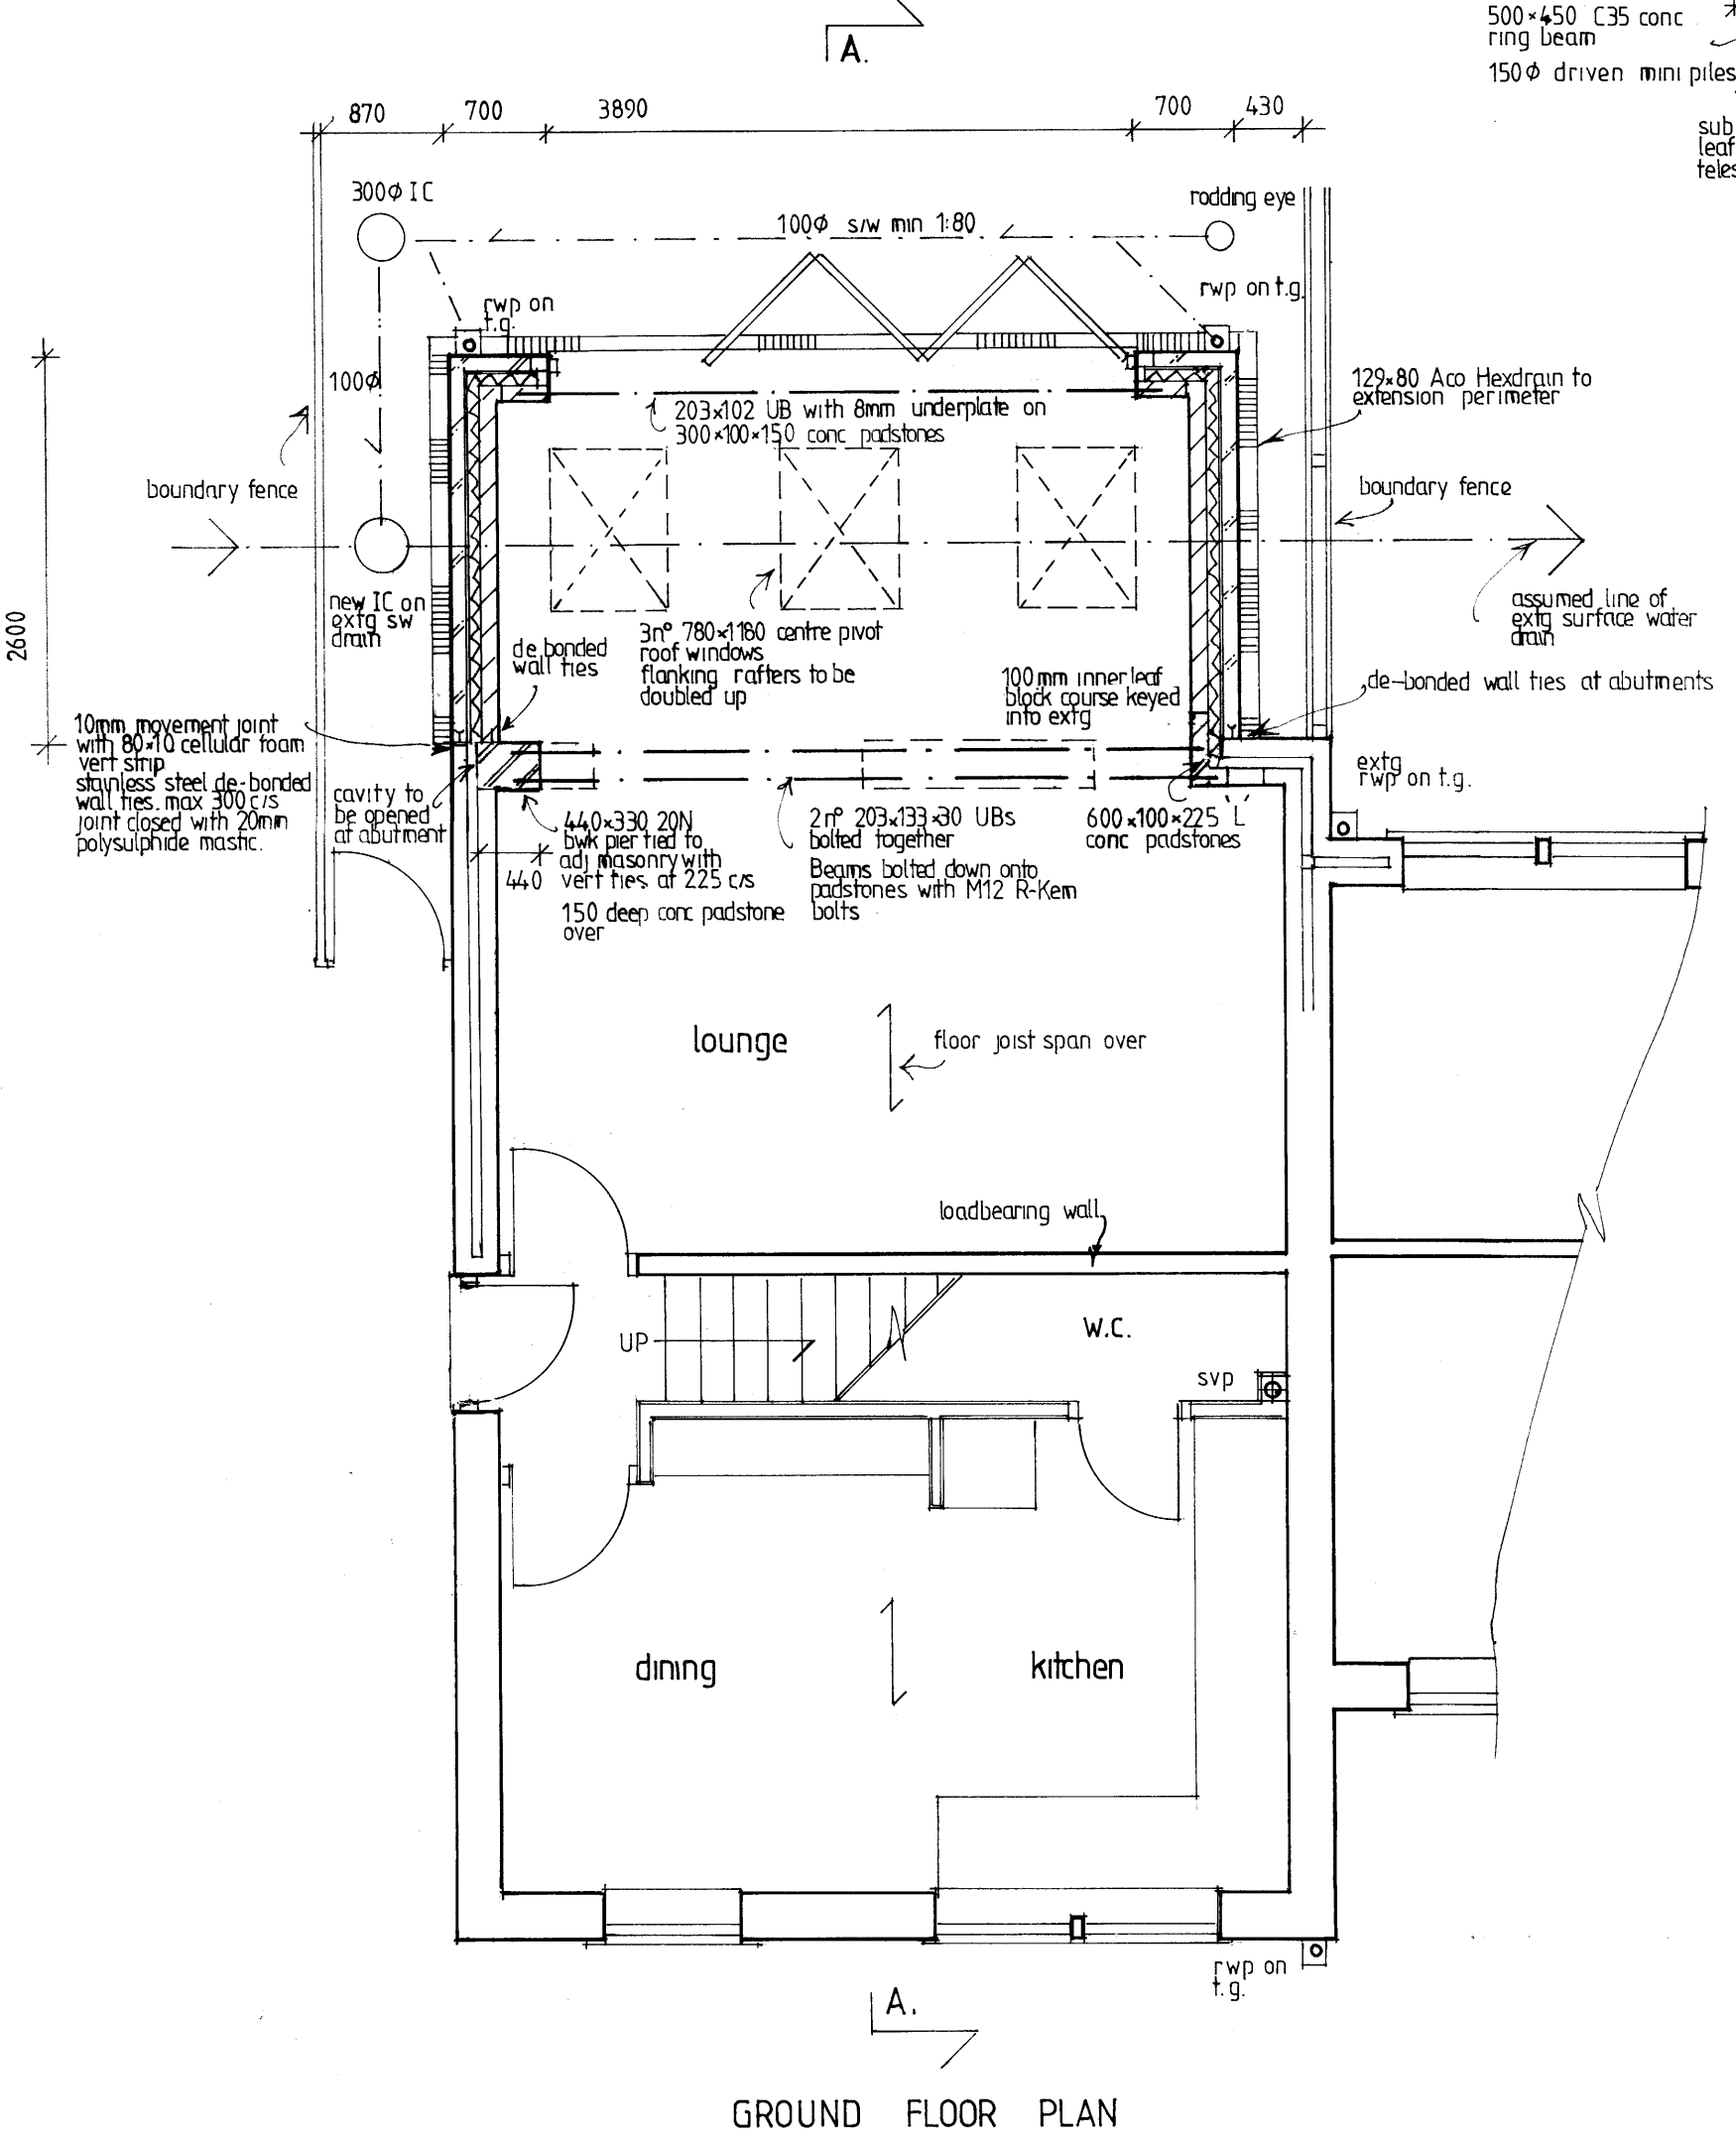 A.
500×450 C35 conc
ring beam
150φ driven mini piles
sub
leaf
870
700
3890
700
430
300φ IC
rodding eye
100φ s/w min 1:80
rwp on
t.g.
rwp on t.g.
100φ
203×102 UB with 8mm underplate on
300×100×150 conc padstones
129×80 Aco Hexdrain to
extension perimeter
boundary fence
boundary fence
new IC on
extg sw
drain
assumed line of
extg surface water
drain
2600
de bonded
wall ties
3nº 780×1180 centre pivot
roof windows
flanking rafters to be
doubled up
100mm inner leaf
block course keyed
into extg
de-bonded wall ties at abutments
10mm movement joint
with 80×10 cellular foam
vert strip
stainless steel de-bonded
wall ties. max 300 c/s
joint closed with 20mm
polysulphide mastic.
cavity to
be opened
at abutment
extg
rwp on t.g.
440×330 20N
bwk pier tied to
adj masonry with
vert ties at 225 c/s
150 deep conc padstone
over
440
2nº 203×133×30 UBs
bolted together
Beams bolted down onto
padstones with M12 R-Kem
bolts
600×100×225 L
conc padstones
lounge
floor joist span over
loadbearing wall
UP
W.C.
svp
dining
kitchen
rwp on
t.g.
A.
GROUND FLOOR PLAN